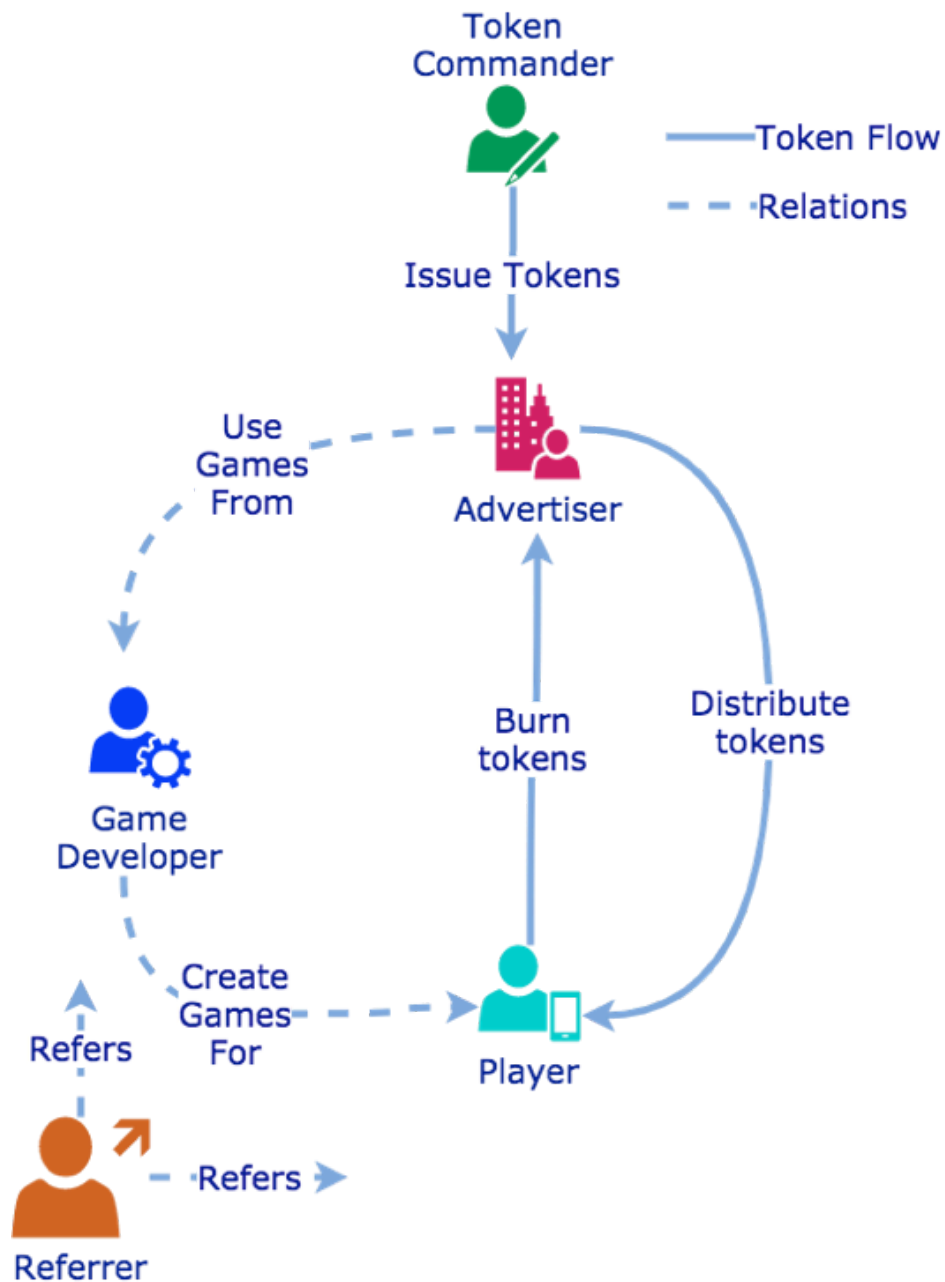 Token
Commander
Token Flow
Relations
Issue Tokens
Use
Games
From
Advertiser
Burn
tokens
Distribute
tokens
Game
Developer
Create
Games
For
Refers
Player
Refers
Referrer